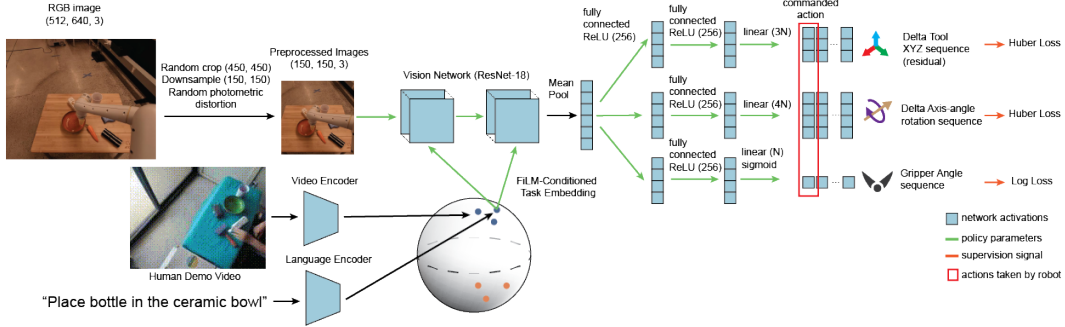 RGB image
(512, 640, 3)
Random crop (450, 450)
Downsample (150, 150)
Random photometric
distortion
Preprocessed Images
(150, 150, 3)
Vision Network (ResNet-18)
Mean
Pool
fully
connected
ReLU (256)
fully
connected
ReLU (256)
linear (3N)
commanded
action
Delta Tool
XYZ sequence
(residual)
Huber Loss
fully
connected
ReLU (256)
linear (4N)
Delta Axis-angle
rotation sequence
Huber Loss
fully
connected
ReLU (256)
linear (N)
sigmoid
Gripper Angle
sequence
Log Loss
Video Encoder
FiLM-Conditioned
Task Embedding
Human Demo Video
Language Encoder
“Place bottle in the ceramic bowl”
network activations
policy parameters
supervision signal
actions taken by robot